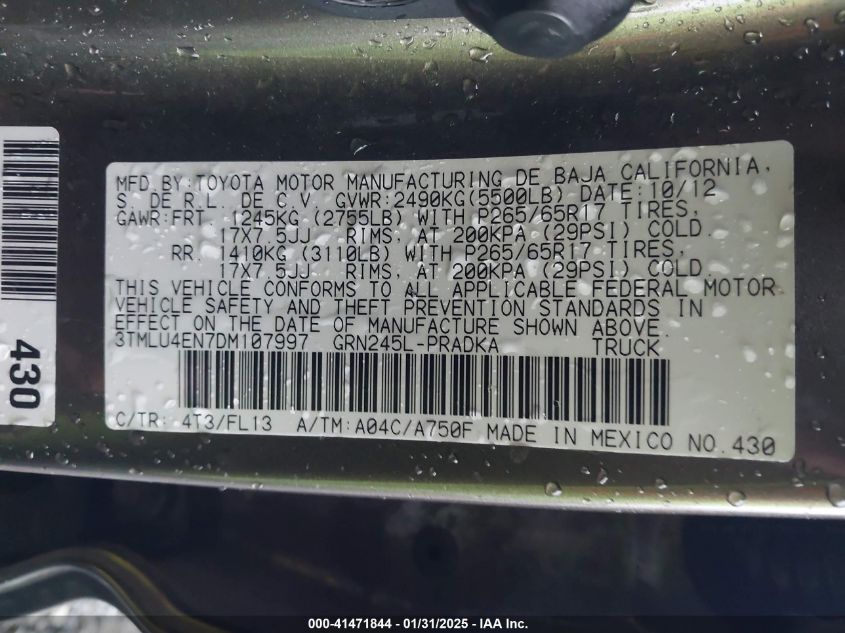 MFD.BY:TOYOTA MOTOR MANUFACTURING DE BAJA CALIFORNIA,
S. DE R.L. DE C.V. GVWR:2490KG(5500LB) DATE:10/12
GAWR:FRT. 1245KG (2755LB) WITH P265/65R17 TIRES,
17X7.5JJ RIMS, AT 200KPA (29PSI) COLD.
RR. 1410KG (3110LB) WITH P265/65R17 TIRES,
17X7.5JJ RIMS, AT 200KPA (29PSI) COLD.
THIS VEHICLE CONFORMS TO ALL APPLICABLE FEDERAL MOTOR
VEHICLE SAFETY AND THEFT PREVENTION STANDARDS IN
EFFECT ON THE DATE OF MANUFACTURE SHOWN ABOVE.
3TMLU4EN7DM107997 GRN245L-PRADKA TRUCK
C/TR: 4T3/FL13 A/TM:A04C/A750F MADE IN MEXICO NO.430
430
000-41471844 - 01/31/2025 - IAA Inc.